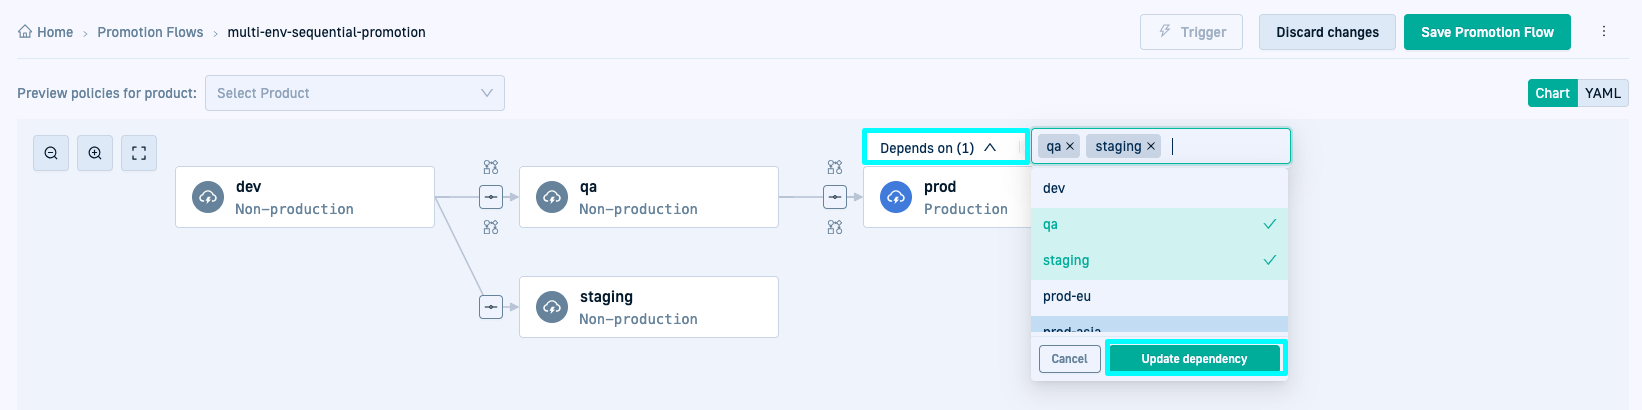 Home > Promotion Flows > multi-env-sequential-promotion
Trigger
Discard changes
Save Promotion Flow
Preview policies for product:
Select Product
Chart
YAML
Depends on (1)
qa ×
staging ×
dev
Non-production
qa
Non-production
prod
Production
staging
Non-production
dev
qa
staging
prod-eu
prod-asia
Cancel
Update dependency